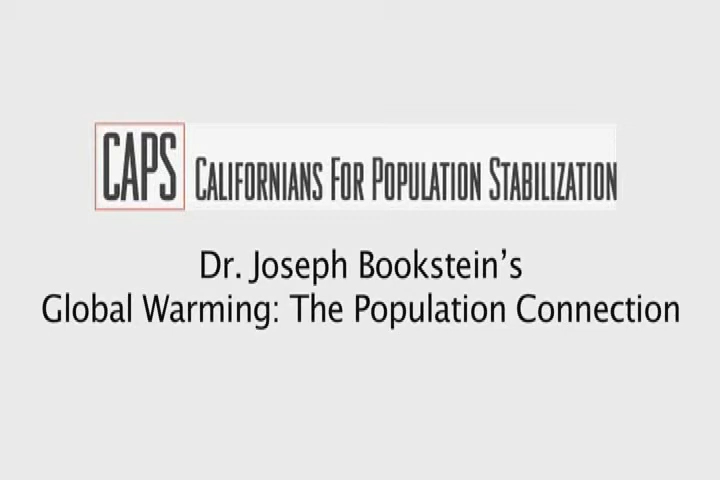 CAPS CALIFORNIANS FOR POPULATION STABILIZATION
Dr. Joseph Bookstein's
Global Warming: The Population Connection